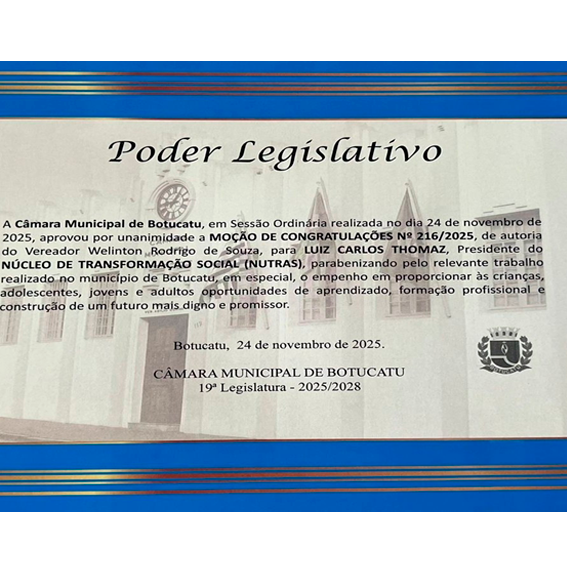 Poder Legislativo
A Câmara Municipal de Botucatu, em Sessão Ordinária realizada no dia 24 de novembro de
2025, aprovou por unanimidade a MOÇÃO DE CONGRATULAÇÕES Nº 216/2025, de autoria
do Vereador Welinton Rodrigo de Souza, para LUIZ CARLOS THOMAZ, Presidente do
NÚCLEO DE TRANSFORMAÇÃO SOCIAL (NUTRAS), parabenizando pelo relevante trabalho
realizado no município de Botucatu, em especial, o empenho em proporcionar às crianças,
adolescentes, jovens e adultos oportunidades de aprendizado, formação profissional e
construção de um futuro mais digno e promissor.
Botucatu, 24 de novembro de 2025.
BOTUCATU
CÂMARA MUNICIPAL DE BOTUCATU
19ª Legislatura - 2025/2028